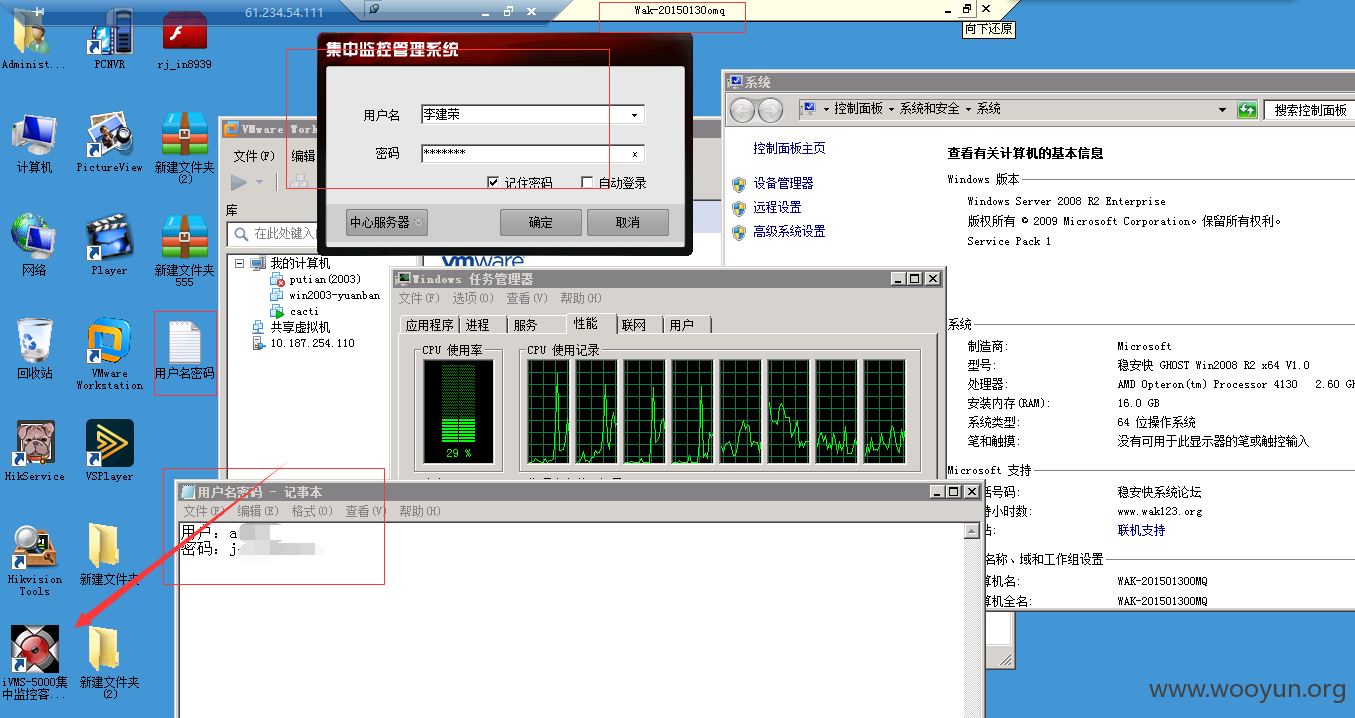 61.234.54.111
Wak-20150130omq
向下还原
Administ...
PCNVR
rj_in8939
计算机
PictureView
新建文件夹
(2)
网络
Player
新建文件夹
555
回收站
VMware
Workstation
用户名密码
HikService
VSPlayer
Hikvision
Tools
新建文件夹
iVMS-5000集
中监控客...
新建文件夹
(2)
集中监控管理系统
用户名
李建荣
密码
*******
记住密码
自动登录
中心服务器
确定
取消
VMware Work
文件(F)
编辑
库
在此处键入
我的计算机
putian(2003)
win2003-yuanban
cacti
共享虚拟机
10.187.254.110
vmware
Windows 任务管理器
文件(F) 选项(O) 查看(V) 帮助(H)
应用程序 进程 服务 性能 联网 用户
CPU 使用率
CPU 使用记录
29 %
用户名密码 - 记事本
文件(F) 编辑(E) 格式(O) 查看(V) 帮助(H)
用户: a
密码: j
系统
控制面板 系统和安全 系统
搜索控制面板
控制面板主页
设备管理器
远程设置
高级系统设置
查看有关计算机的基本信息
Windows 版本
Windows Server 2008 R2 Enterprise
版权所有 © 2009 Microsoft Corporation。保留所有权利。
Service Pack 1
系统
制造商: Microsoft
型号: 稳安快 GHOST Win2008 R2 x64 V1.0
处理器: AMD Opteron(tm) Processor 4130 2.60 GH
安装内存(RAM): 16.0 GB
系统类型: 64 位操作系统
笔和触摸: 没有可用于此显示器的笔或触控输入
Microsoft 支持
号码: 稳安快系统论坛
小时数: www.wak123.org
联机支持
名称、域和工作组设置
算机名: WAK-20150130OMQ
算机全名: WAK-20150130OMQ
www.wooyun.org